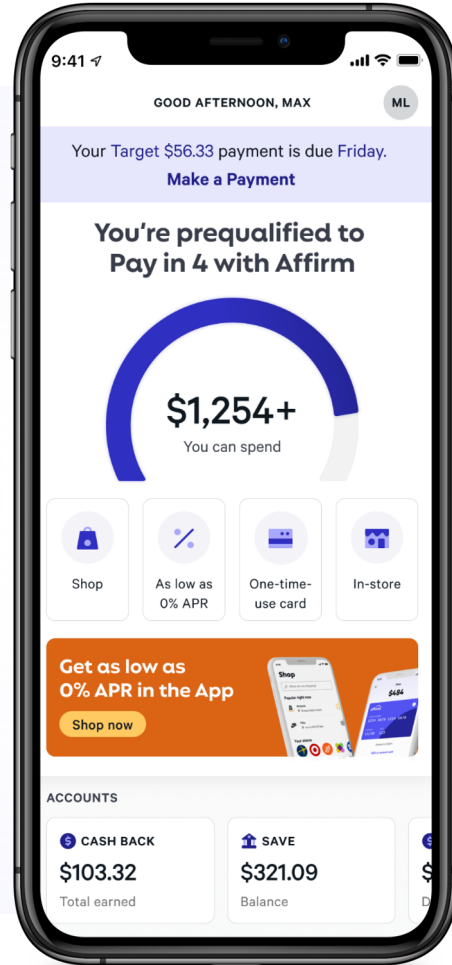 9:41
GOOD AFTERNOON, MAX
ML
Your Target $56.33 payment is due Friday.
Make a Payment
You're prequalified to
Pay in 4 with Affirm
$1,254+
You can spend
Shop
As low as
0% APR
One-time-
use card
In-store
Get as low as
0% APR in the App
Shop now
Shop
Popular right now
$484
ACCOUNTS
CASH BACK
$103.32
Total earned
SAVE
$321.09
Balance
$
D